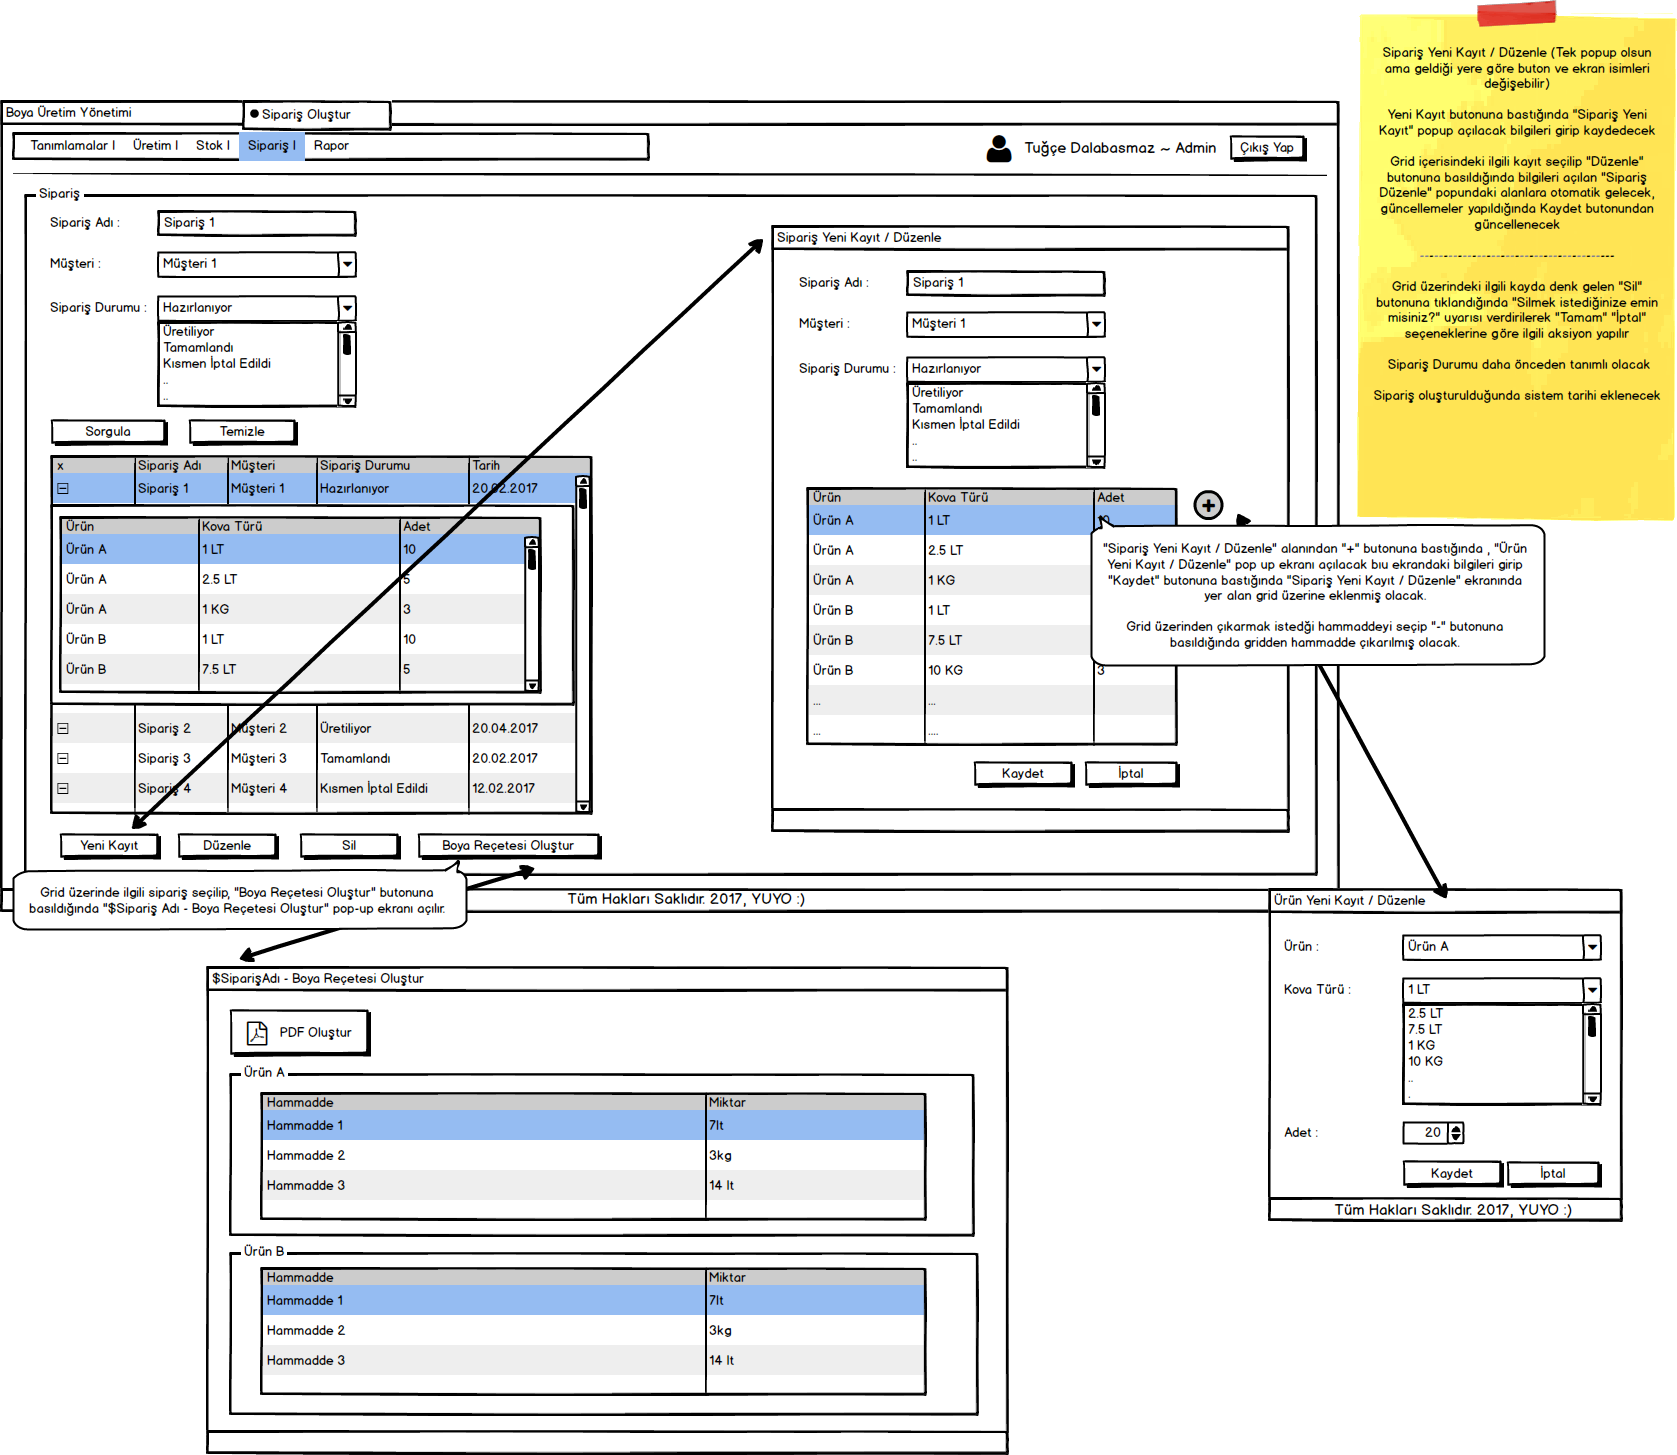 Sipariş Yeni Kayıt / Düzenle (Tek popup olsun
ama geldiği yere göre buton ve ekran isimleri
değişebilir)
Yeni Kayıt butonuna bastığında "Sipariş Yeni
Kayıt" popup açılacak bilgileri girip kaydedecek
Grid içerisindeki ilgili kayıt seçilip "Düzenle"
butonuna basıldığında bilgileri açılan "Sipariş
Düzenle" popundaki alanlara otomatik gelecek,
güncellemeler yapıldığında Kaydet butonundan
güncellenecek
---------------------------------------
Grid üzerindeki ilgili kayda denk gelen "Sil"
butonuna tıklandığında "Silmek istediğinize emin
misiniz?" uyarısı verdirilerek "Tamam" "İptal"
seçeneklerine göre ilgili aksiyon yapılır
Sipariş Durumu daha önceden tanımlı olacak
Sipariş oluşturulduğunda sistem tarihi eklenecek
Boya Üretim Yönetimi
Sipariş Oluştur
Tanımlamalar | Üretim | Stok | Sipariş | Rapor
Tuğçe Dalabasmaz ~ Admin
Çıkış Yap
Sipariş
Sipariş Adı : Sipariş 1
Müşteri : Müşteri 1
Sipariş Durumu : Hazırlanıyor
Üretiliyor
Tamamlandı
Kısmen İptal Edildi
..
..
Sorgula Temizle
x Sipariş Adı Müşteri Sipariş Durumu Tarih
Sipariş 1 Müşteri 1 Hazırlanıyor 20.02.2017
Ürün Kova Türü Adet
Ürün A 1 LT 10
Ürün A 2.5 LT 5
Ürün A 1 KG 3
Ürün B 1 LT 10
Ürün B 7.5 LT 5
Sipariş 2 Müşteri 2 Üretiliyor 20.04.2017
Sipariş 3 Müşteri 3 Tamamlandı 20.02.2017
Sipariş 4 Müşteri 4 Kısmen İptal Edildi 12.02.2017
Yeni Kayıt Düzenle Sil Boya Reçetesi Oluştur
Grid üzerinde ilgili sipariş seçilip, "Boya Reçetesi Oluştur" butonuna
basıldığında "$Sipariş Adı - Boya Reçetesi Oluştur" pop-up ekranı açılır.
Tüm Hakları Saklıdır. 2017, YUYO :)
Sipariş Yeni Kayıt / Düzenle
Sipariş Adı : Sipariş 1
Müşteri : Müşteri 1
Sipariş Durumu : Hazırlanıyor
Üretiliyor
Tamamlandı
Kısmen İptal Edildi
..
..
Ürün Kova Türü Adet
Ürün A 1 LT
Ürün A 2.5 LT
Ürün A 1 KG
Ürün B 1 LT
Ürün B 7.5 LT
Ürün B 10 KG 3
... ...
... ....
Kaydet İptal
"Sipariş Yeni Kayıt / Düzenle" alanından "+" butonuna bastığında , "Ürün
Yeni Kayıt / Düzenle" pop up ekranı açılacak bıu ekrandaki bilgileri girip
"Kaydet" butonuna bastığında "Sipariş Yeni Kayıt / Düzenle" ekranında
yer alan grid üzerine eklenmiş olacak.
Grid üzerinden çıkarmak istedği hammaddeyi seçip "-" butonuna
basıldığında gridden hammadde çıkarılmış olacak.
Ürün Yeni Kayıt / Düzenle
Ürün : Ürün A
Kova Türü : 1 LT
2.5 LT
7.5 LT
1 KG
10 KG
..
.
Adet : 20
Kaydet İptal
Tüm Hakları Saklıdır. 2017, YUYO :)
$SiparişAdı - Boya Reçetesi Oluştur
PDF Oluştur
Ürün A
Hammadde Miktar
Hammadde 1 7lt
Hammadde 2 3kg
Hammadde 3 14 lt
Ürün B
Hammadde Miktar
Hammadde 1 7lt
Hammadde 2 3kg
Hammadde 3 14 lt